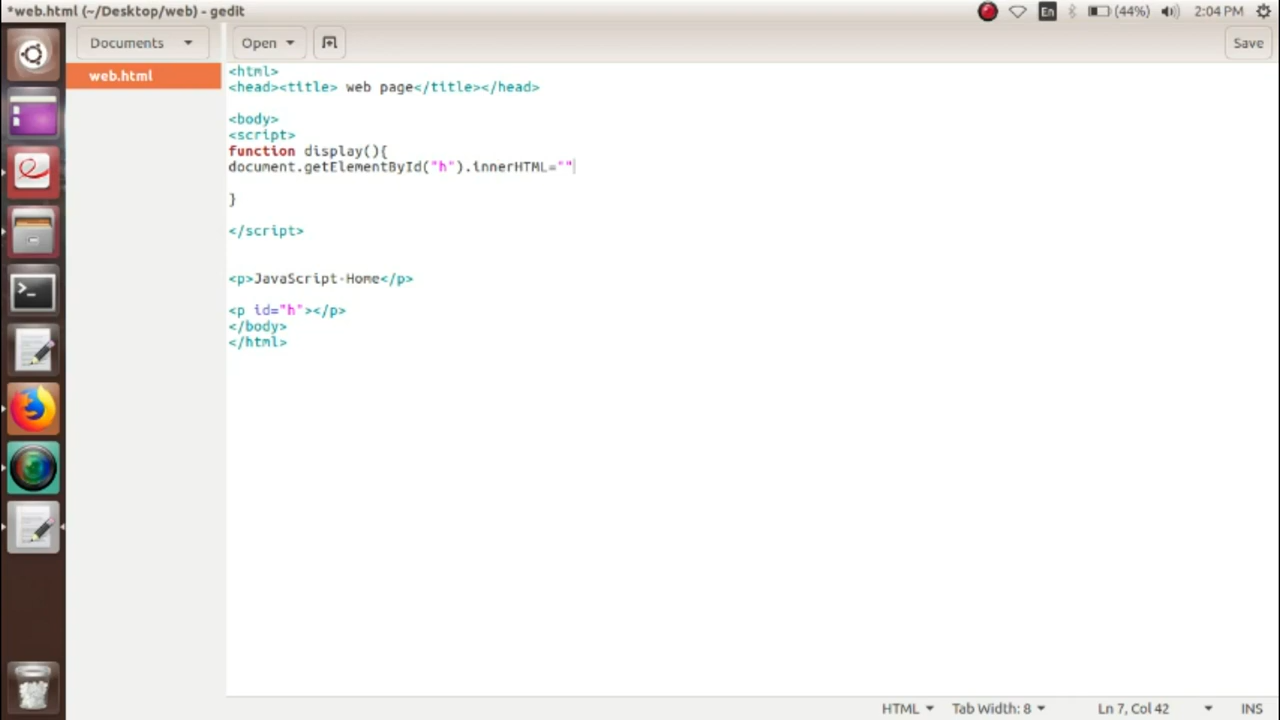 *web.html (~/Desktop/web) - gedit
En
(44%)
2:04 PM
Documents
Open
Save
web.html
<html>
<head><title> web page</title></head>
<body>
<script>
function display(){
document.getElementById("h").innerHTML=""
}
</script>
<p>JavaScript-Home</p>
<p id="h"></p>
</body>
</html>
HTML
Tab Width: 8
Ln 7, Col 42
INS